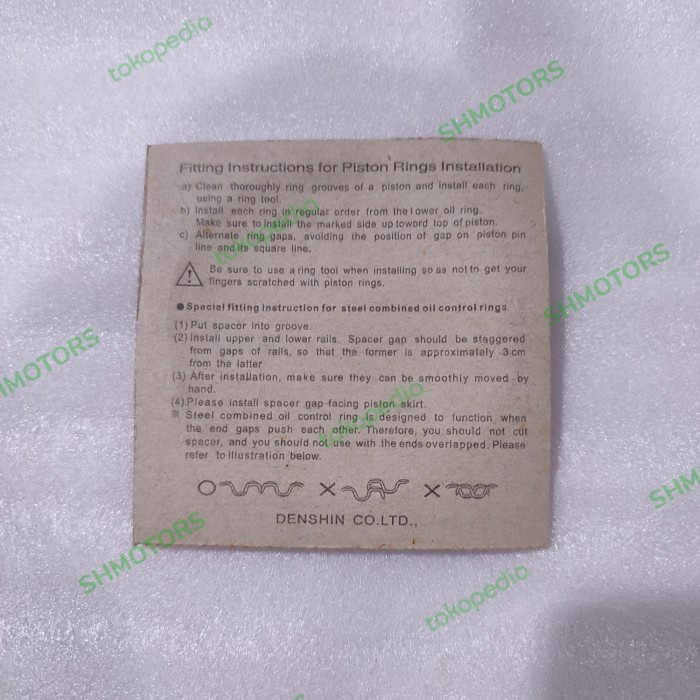 tokopedia
SHMOTORS
Fitting Instructions for Piston Rings Installation
a) Clean thoroughly ring grooves of a piston and install each ring,
using a ring tool.
b) Install each ring in regular order from the lower oil ring.
Make sure to install the marked side up toword top of piston.
c) Alternate ring gaps, avoiding the position of gap on piston pin
line and its square line.
tokopedia
Be sure to use a ring tool when installing so as not to get your
fingers scratched with piston rings.
SHMOTORS
● Special fitting instruction for steel combined oil control rings
(1) Put spacor into groove.
(2) Install upper and lower rails. Spacer gap should be staggered
from gaps of rails, so that the former is approximately 3 cm
from the latter
HMOTORS
(3) After installation, make sure they can be smoothly moved by
hand.
(4) Please install spacer gap facing piston skirt.
※ Steel combined oil control ring is designed to function when
the end gaps push each other. Therefore, you should not cut
spacer, and you should not use with the ends overlapped. Please
refer to illustration below.
tokopedia
SHM
○ × ×
DENSHIN CO.LTD.,
SHMOTORS
tokopedia